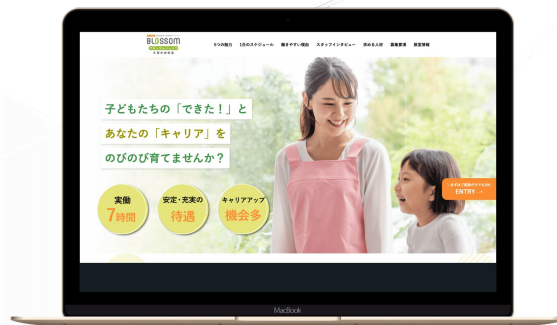 BLOSSOM
5つの魅力 1日のスケジュール 働きやすい理由 スタッフインタビュー 求める人材 募集要項 教室情報
子どもたちの「できた！」と
あなたの「キャリア」を
のびのび育てませんか？
実働
7時間
安定・充実の
待遇
キャリアアップ
機会多
ENTRY
MacBook